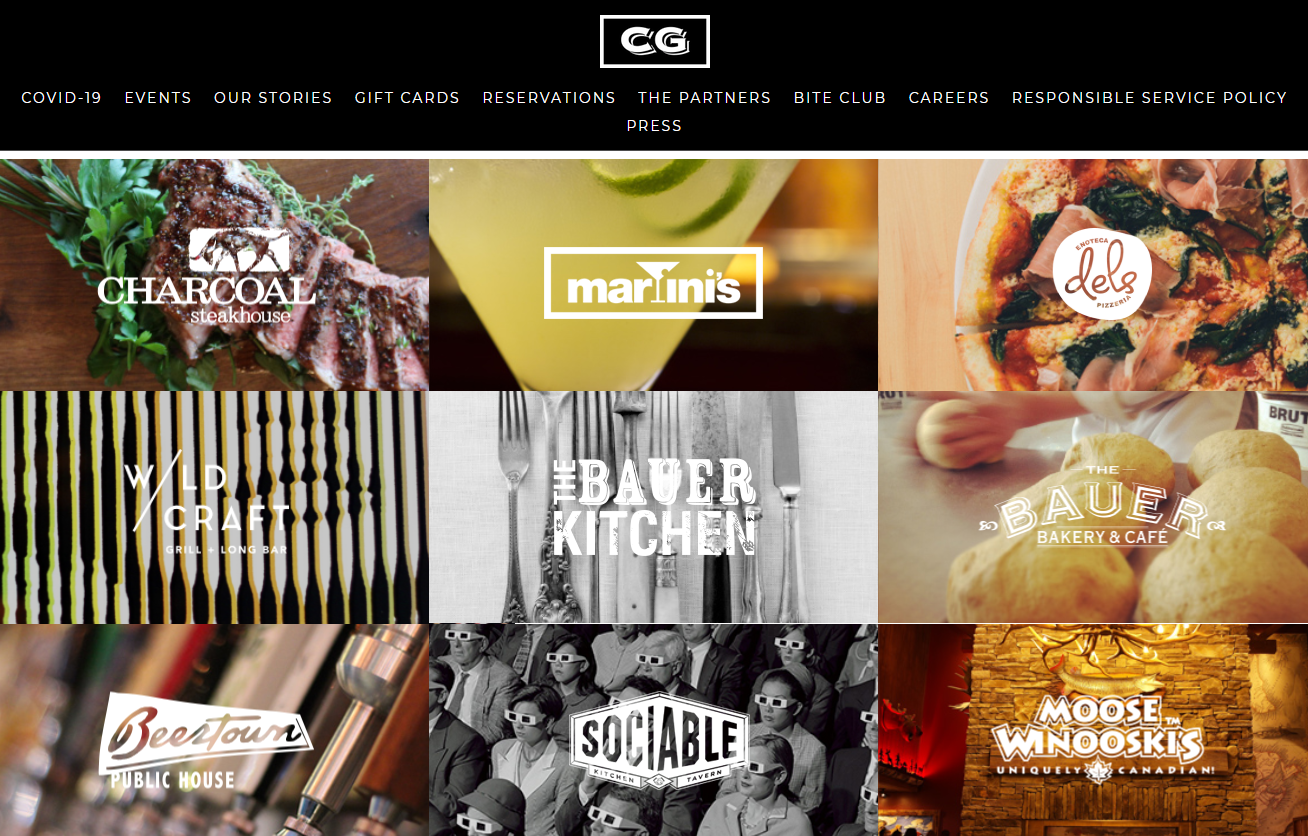 CG
COVID-19 EVENTS OUR STORIES GIFT CARDS RESERVATIONS THE PARTNERS BITE CLUB CAREERS RESPONSIBLE SERVICE POLICY
PRESS
CHARCOAL
steakhouse
martini's
ENOTECA
dels
PIZZERIA
W/LD
CRAFT
GRILL + LONG BAR
THE
BAUER
KITCHEN
BRUT
THE
BAUER
BAKERY & CAFÉ
Beertown
PUBLIC HOUSE
SOCIABLE
KITCHEN TAVERN
MOOSE
WINOOSKI'S™
UNIQUELY CANADIAN!